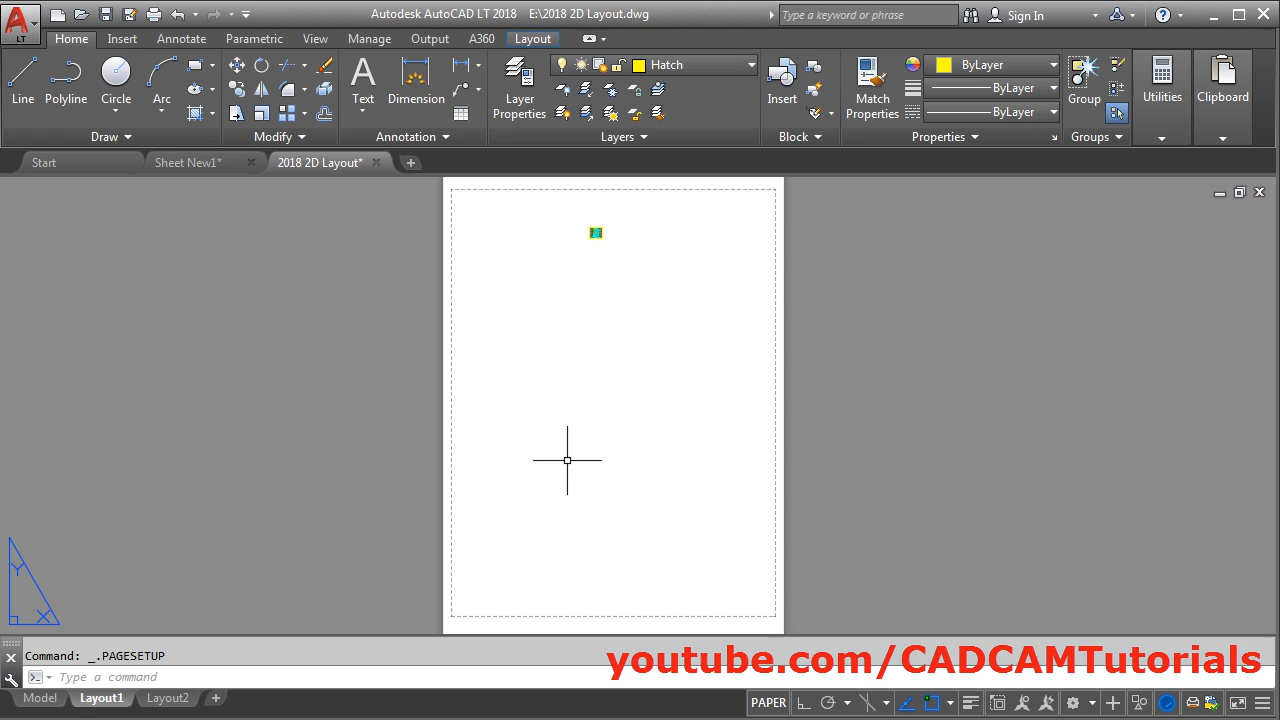 Autodesk AutoCAD LT 2018 E:\2018 2D Layout.dwg
Type a keyword or phrase
Sign In
LT
Home Insert Annotate Parametric View Manage Output A360 Layout
Line Polyline Circle Arc
Text Dimension
Layer Properties
Hatch
Insert
Match Properties
ByLayer
ByLayer
ByLayer
Group
Utilities
Clipboard
Draw Modify Annotation Layers Block Properties Groups
Start Sheet New1* 2018 2D Layout*
Y
X
Command: _.PAGESETUP
Type a command
youtube.com/CADCAMTutorials
Model Layout1 Layout2
PAPER